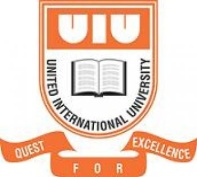 UIU
UNITED INTERNATIONAL UNIVERSITY
QUEST
FOR
EXCELLENCE